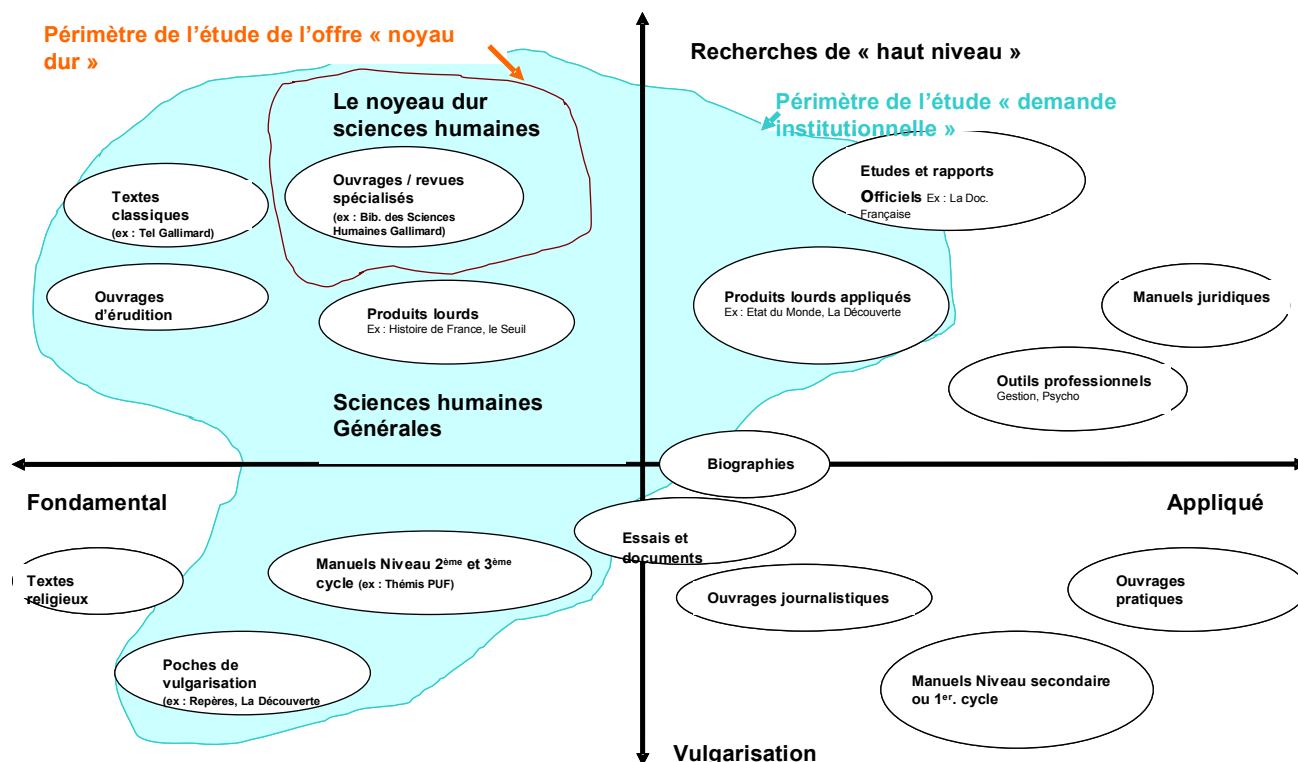 Périmètre de l'étude de l'offre « noyau
dur »
Recherches de « haut niveau »
Le noyeau dur
sciences humaines
Périmètre de l'étude « demande
institutionnelle »
Textes
classiques
(ex : Tel Gallimard)
Ouvrages / revues
spécialisés
(ex : Bib. des Sciences
Humaines Gallimard)
Etudes et rapports
Officiels Ex : La Doc.
Française
Ouvrages
d'érudition
Produits lourds
Ex : Histoire de France, le Seuil
Produits lourds appliqués
Ex : Etat du Monde, La Découverte
Manuels juridiques
Outils professionnels
Gestion, Psycho
Sciences humaines
Générales
Biographies
Fondamental
Appliqué
Essais et
documents
Textes
religieux
Manuels Niveau 2ème et 3ème
cycle (ex : Thémis PUF)
Ouvrages journalistiques
Ouvrages
pratiques
Poches de
vulgarisation
(ex : Repères, La Découverte
Manuels Niveau secondaire
ou 1er. cycle
Vulgarisation